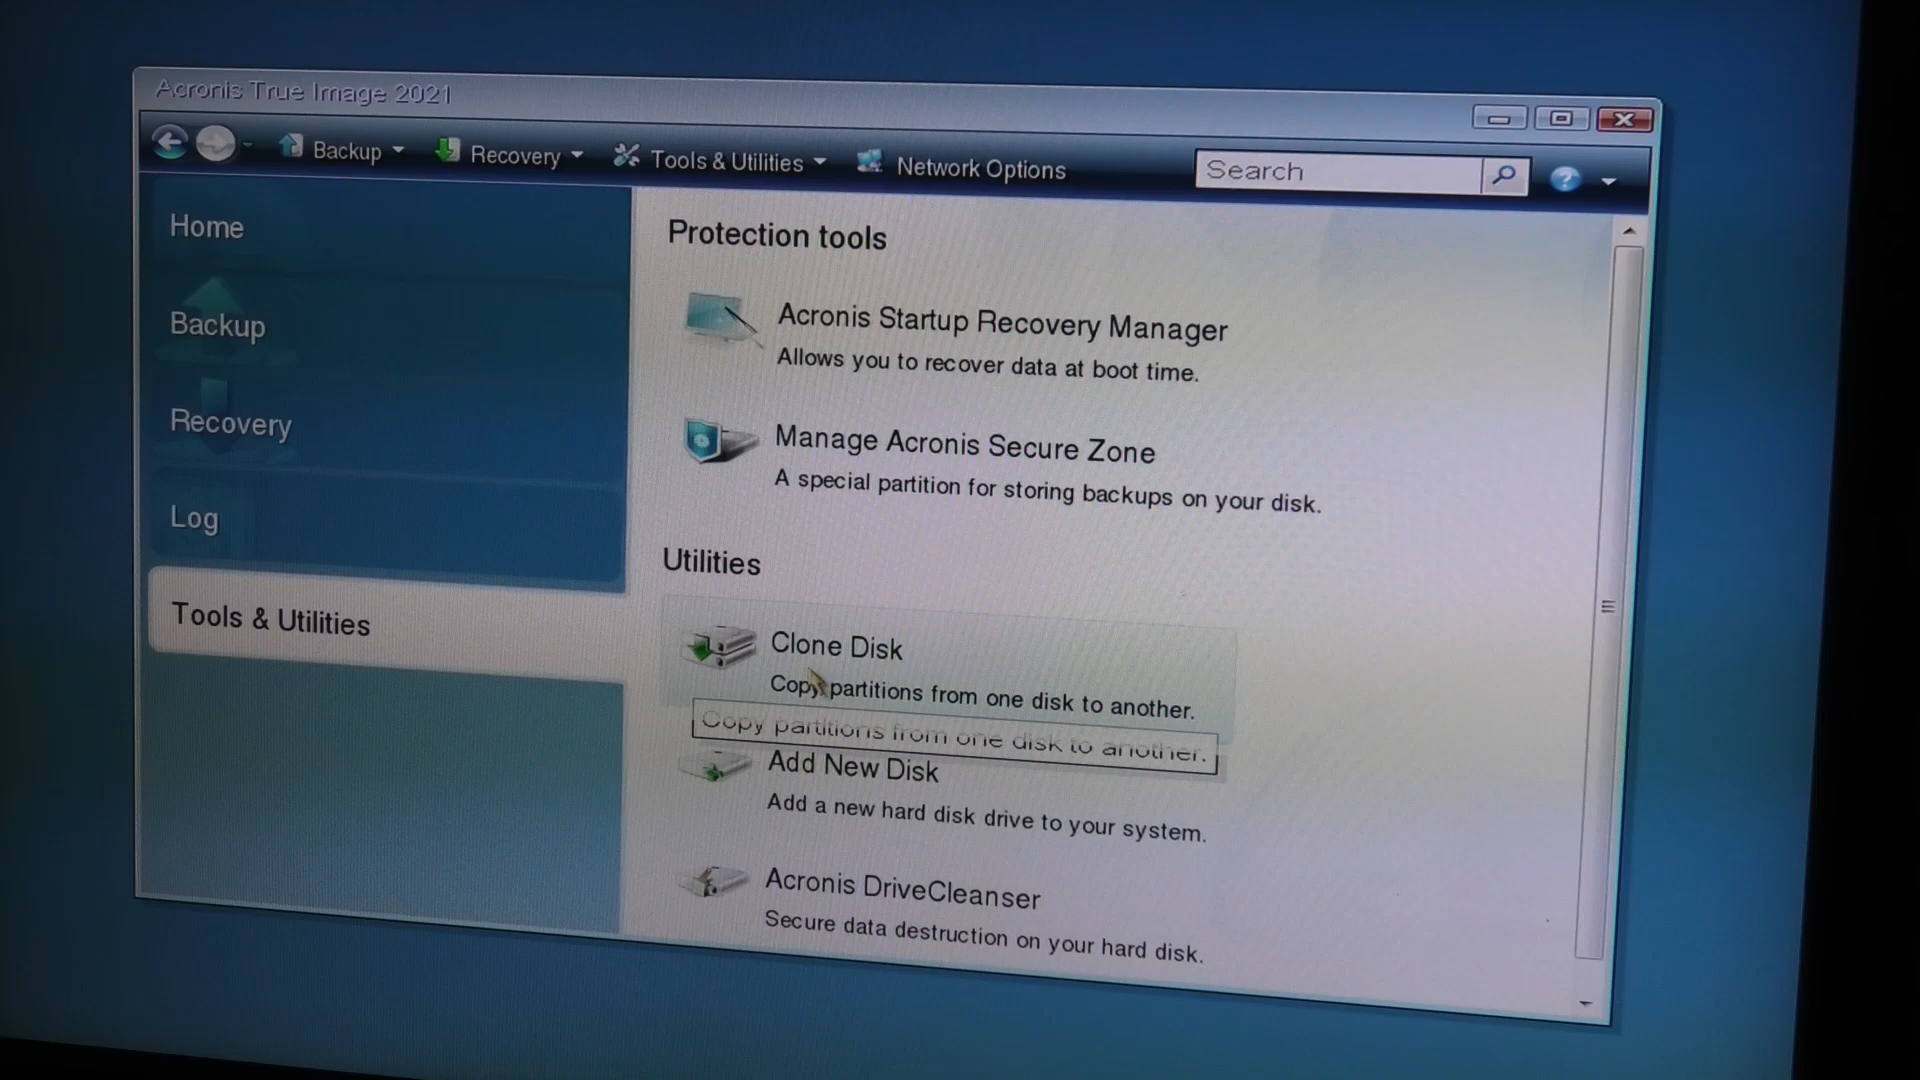 Acronis True Image 2021
Backup
Recovery
Tools & Utilities
Network Options
Search
?
Home
Backup
Recovery
Log
Tools & Utilities
Protection tools
Acronis Startup Recovery Manager
Allows you to recover data at boot time.
Manage Acronis Secure Zone
A special partition for storing backups on your disk.
Utilities
Clone Disk
Copy partitions from one disk to another.
Copy partitions from one disk to another.
Add New Disk
Add a new hard disk drive to your system.
Acronis DriveCleanser
Secure data destruction on your hard disk.